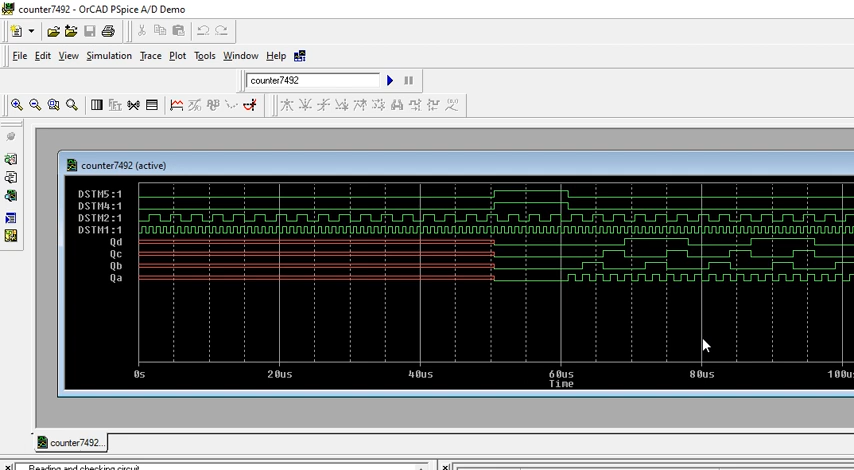 counter7492 - OrCAD PSpice A/D Demo
File Edit View Simulation Trace Plot Tools Window Help
counter7492
counter7492 (active)
DSTM5:1
DSTM4:1
DSTM2:1
DSTM1:1
Qd
Qc
Qb
Qa
0s 20us 40us 60us 80us 100us
Time
counter7492...
Reading and checking circuit